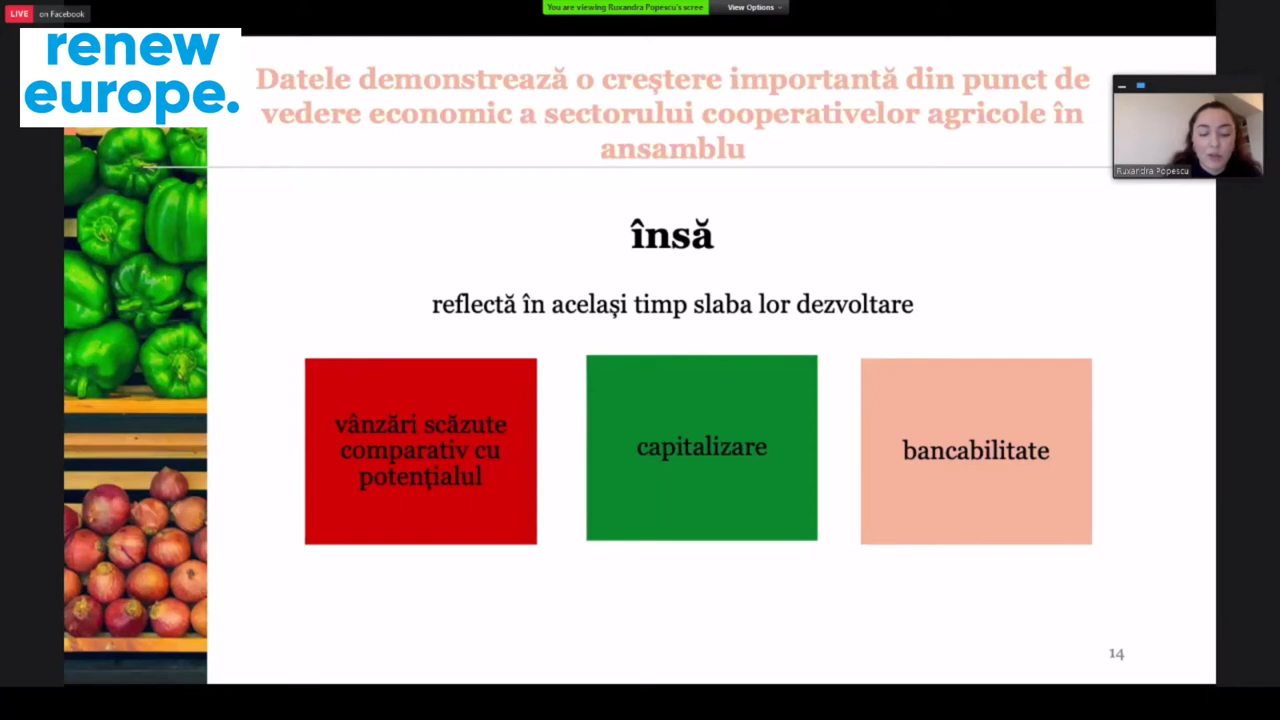 LIVE on Facebook
You are viewing Ruxandra Popescu's scree
View Options
renew
europe.
Datele demonstrează o creștere importantă din punct de
vedere economic a sectorului cooperativelor agricole în
ansamblu
Ruxandra Popescu
însă
reflectă în același timp slaba lor dezvoltare
vânzări scăzute
comparativ cu
potențialul
capitalizare
bancabilitate
14